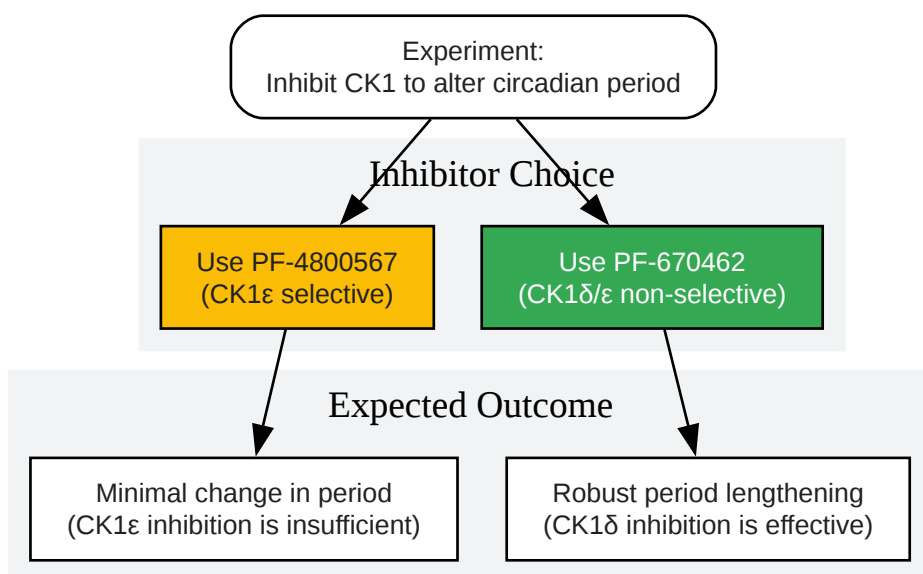 Experiment:
Inhibit CK1 to alter circadian period
Inhibitor Choice
Use PF-4800567
(CK1ε selective)
Use PF-670462
(CK1δ/ε non-selective)
Expected Outcome
Minimal change in period
(CK1ε inhibition is insufficient)
Robust period lengthening
(CK1δ inhibition is effective)